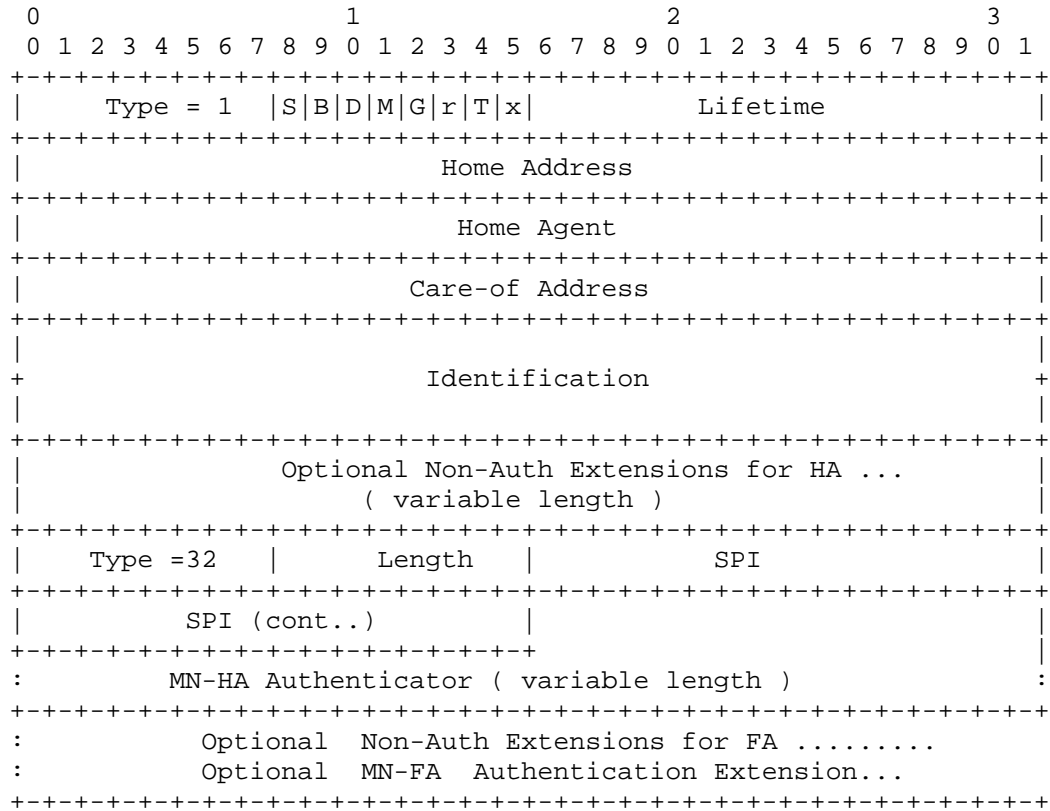 0                   1                   2                   3
 0 1 2 3 4 5 6 7 8 9 0 1 2 3 4 5 6 7 8 9 0 1 2 3 4 5 6 7 8 9 0 1
+-+-+-+-+-+-+-+-+-+-+-+-+-+-+-+-+-+-+-+-+-+-+-+-+-+-+-+-+-+-+-+-+
|     Type = 1  |S|B|D|M|G|r|T|x|          Lifetime             |
+-+-+-+-+-+-+-+-+-+-+-+-+-+-+-+-+-+-+-+-+-+-+-+-+-+-+-+-+-+-+-+-+
|                          Home Address                         |
+-+-+-+-+-+-+-+-+-+-+-+-+-+-+-+-+-+-+-+-+-+-+-+-+-+-+-+-+-+-+-+-+
|                           Home Agent                          |
+-+-+-+-+-+-+-+-+-+-+-+-+-+-+-+-+-+-+-+-+-+-+-+-+-+-+-+-+-+-+-+-+
|                        Care-of Address                        |
+-+-+-+-+-+-+-+-+-+-+-+-+-+-+-+-+-+-+-+-+-+-+-+-+-+-+-+-+-+-+-+-+
|                                                               |
+                         Identification                        +
|                                                               |
+-+-+-+-+-+-+-+-+-+-+-+-+-+-+-+-+-+-+-+-+-+-+-+-+-+-+-+-+-+-+-+-+
|                Optional Non-Auth Extensions for HA ...        |
|                     ( variable length )                       |
+-+-+-+-+-+-+-+-+-+-+-+-+-+-+-+-+-+-+-+-+-+-+-+-+-+-+-+-+-+-+-+-+
|    Type =32   |      Length   |           SPI                 |
+-+-+-+-+-+-+-+-+-+-+-+-+-+-+-+-+-+-+-+-+-+-+-+-+-+-+-+-+-+-+-+-+
|          SPI (cont..)         |                               |
+-+-+-+-+-+-+-+-+-+-+-+-+-+-+-+-+                               |
:         MN-HA Authenticator ( variable length )               :
+-+-+-+-+-+-+-+-+-+-+-+-+-+-+-+-+-+-+-+-+-+-+-+-+-+-+-+-+-+-+-+-+
:           Optional  Non-Auth Extensions for FA .........
:           Optional  MN-FA  Authentication Extension...
+-+-+-+-+-+-+-+-+-+-+-+-+-+-+-+-+-+-+-+-+-+-+-+-+-+-+-+-+-+-+-+-+